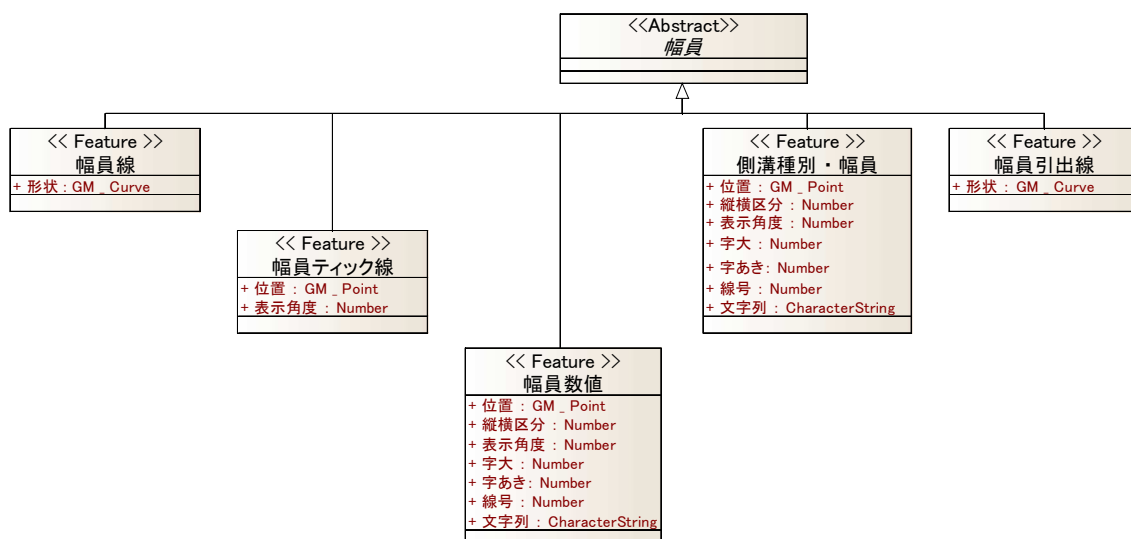 <<Abstract>>
幅員
<< Feature >>
幅員線
+ 形状 : GM _ Curve
<< Feature >>
幅員ティック線
+ 位置 : GM _ Point
+ 表示角度 : Number
<< Feature >>
幅員数値
+ 位置 : GM _ Point
+ 縦横区分 : Number
+ 表示角度 : Number
+ 字大 : Number
+ 字あき: Number
+ 線号 : Number
+ 文字列 : CharacterString
<< Feature >>
側溝種別・幅員
+ 位置 : GM _ Point
+ 縦横区分 : Number
+ 表示角度 : Number
+ 字大 : Number
+ 字あき: Number
+ 線号 : Number
+ 文字列 : CharacterString
<< Feature >>
幅員引出線
+ 形状 : GM _ Curve